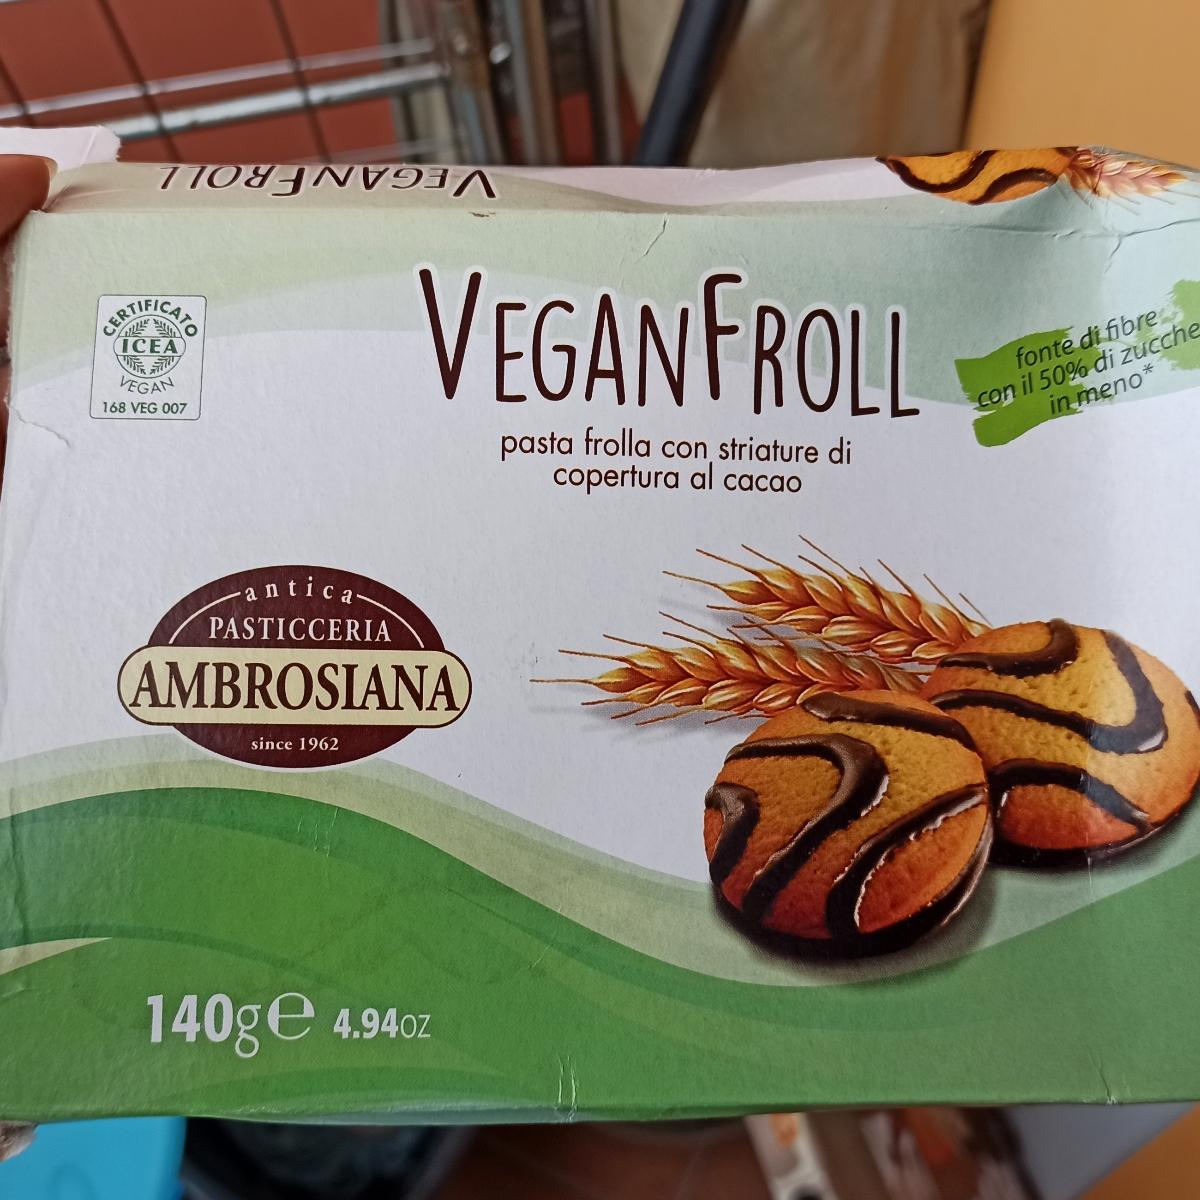 VEGANFROLL
CERTIFICATO
ICEA
VEGAN
168 VEG 007
VEGANFROLL
pasta frolla con striature di
copertura al cacao
fonte di fibre
con il 50% di zucche
in meno*
antica
PASTICCERIA
AMBROSIANA
since 1962
140g e 4.94oz